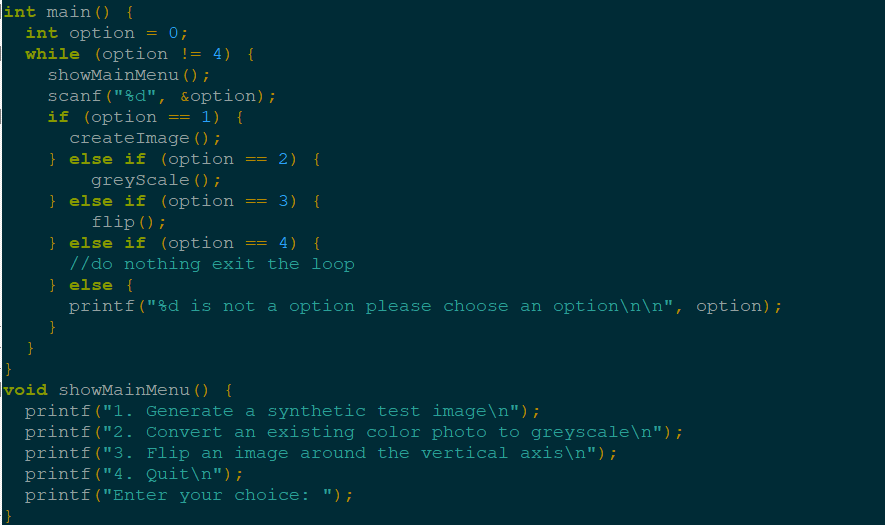 int main() {
  int option = 0;
  while (option != 4) {
    showMainMenu();
    scanf("%d", &option);
    if (option == 1) {
      createImage();
    } else if (option == 2) {
        greyScale();
    } else if (option == 3) {
        flip();
    } else if (option == 4) {
      //do nothing exit the loop
    } else {
      printf("%d is not a option please choose an option\n\n", option);
    }
  }
}
void showMainMenu() {
  printf("1. Generate a synthetic test image\n");
  printf("2. Convert an existing color photo to greyscale\n");
  printf("3. Flip an image around the vertical axis\n");
  printf("4. Quit\n");
  printf("Enter your choice: ");
}